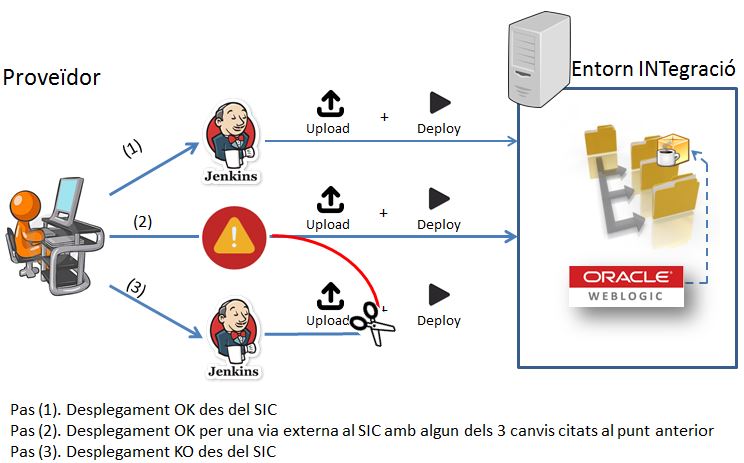 Proveïdor
Entorn INTegració
Upload + Deploy
(1)
Jenkins
Upload + Deploy
(2)
ORACLE®
WEBLOGIC
(3)
Upload Deploy
Jenkins
Pas (1). Desplegament OK des del SIC
Pas (2). Desplegament OK per una via externa al SIC amb algun dels 3 canvis citats al punt anterior
Pas (3). Desplegament KO des del SIC